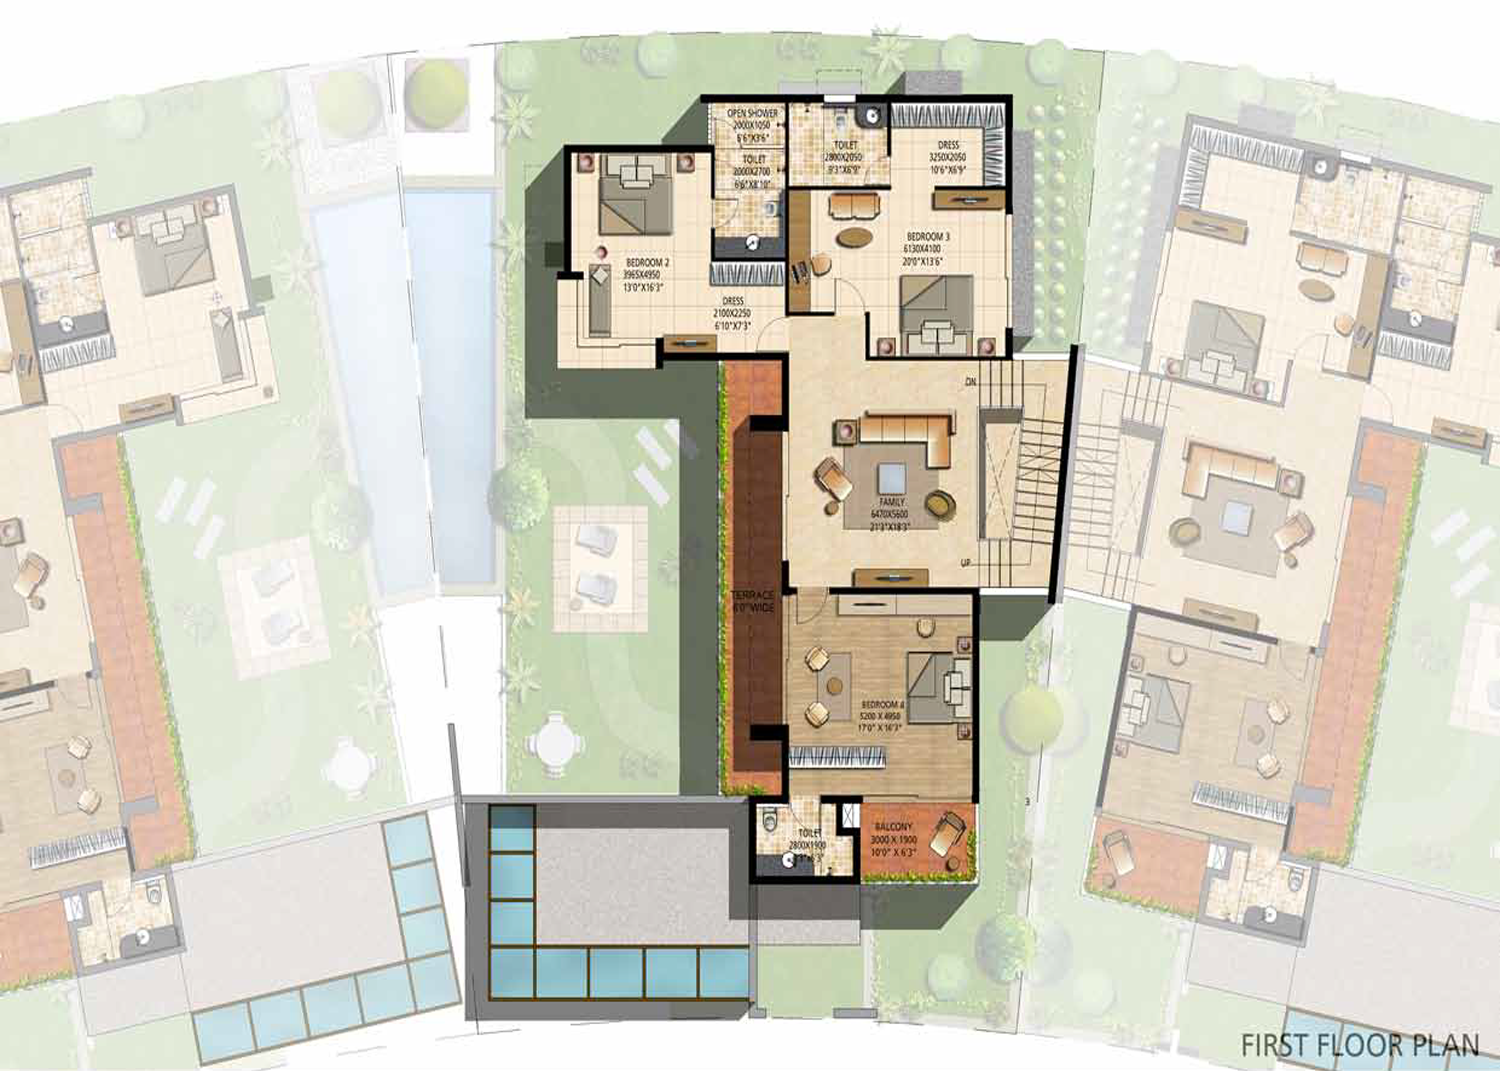 OPEN SHOWER
2000X1050
6'6"X3'6"
TOILET
2000X2700
6'6"X8'10"
TOILET
2800X2050
9'3"X6'9"
DRESS
3250X2050
10'6"X6'9"
BEDROOM 2
3965X4950
13'0"X16'3"
DRESS
2100X2250
6'10"X7'3"
BEDROOM 3
6130X4100
20'0"X13'6"
DN
FAMILY
6470X5600
21'3"X18'3"
UP
TERRACE
6'0"WIDE
BEDROOM 4
5200 X 4950
17'0" X 16'3"
TOILET
2800X1900
BALCONY
3000 X 1900
10'0" X 6'3"
3
FIRST FLOOR PLAN